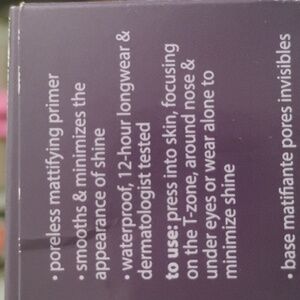 • poreless mattifying primer
• smooths & minimizes the
appearance of shine
• waterproof, 12-hour longwear &
dermatologist tested
to use: press into skin, focusing
on the T-zone, around nose &
under eyes or wear alone to
minimize shine
• base matifiante pores invisibles